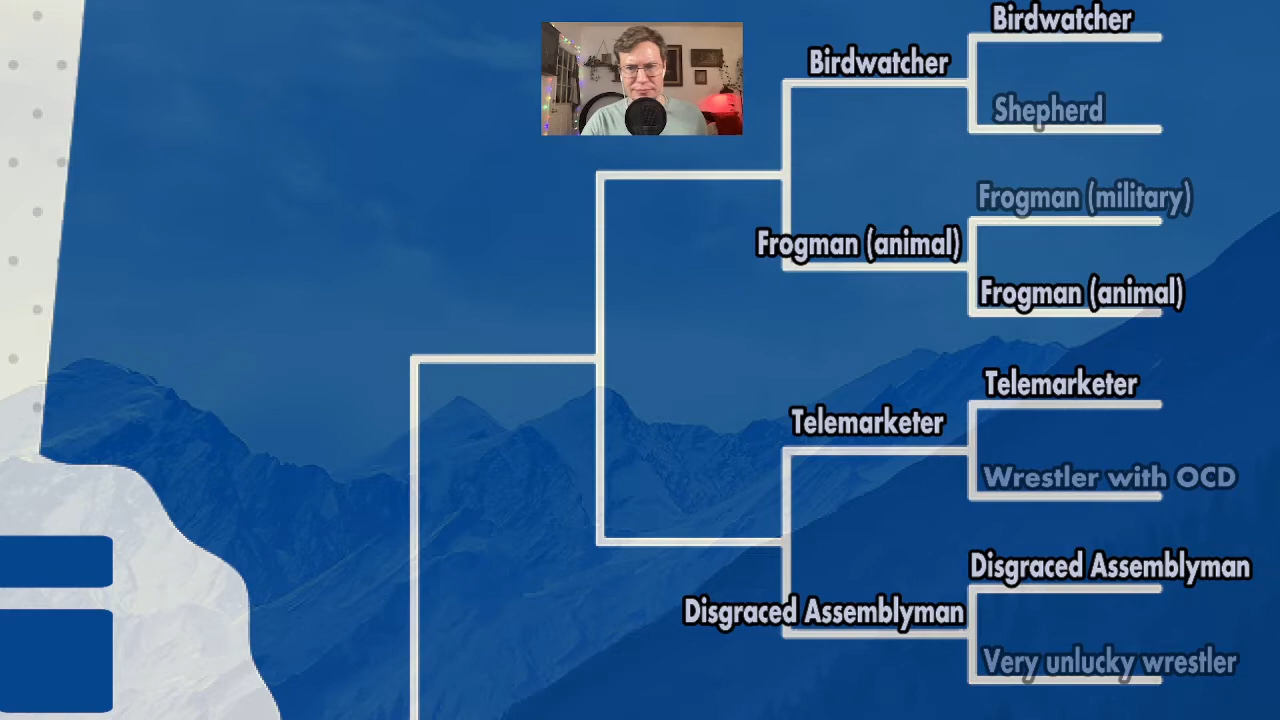 Birdwatcher
Birdwatcher
Shepherd
Frogman (military)
Frogman (animal)
Frogman (animal)
Telemarketer
Telemarketer
Wrestler with OCD
Disgraced Assemblyman
Disgraced Assemblyman
Very unlucky wrestler